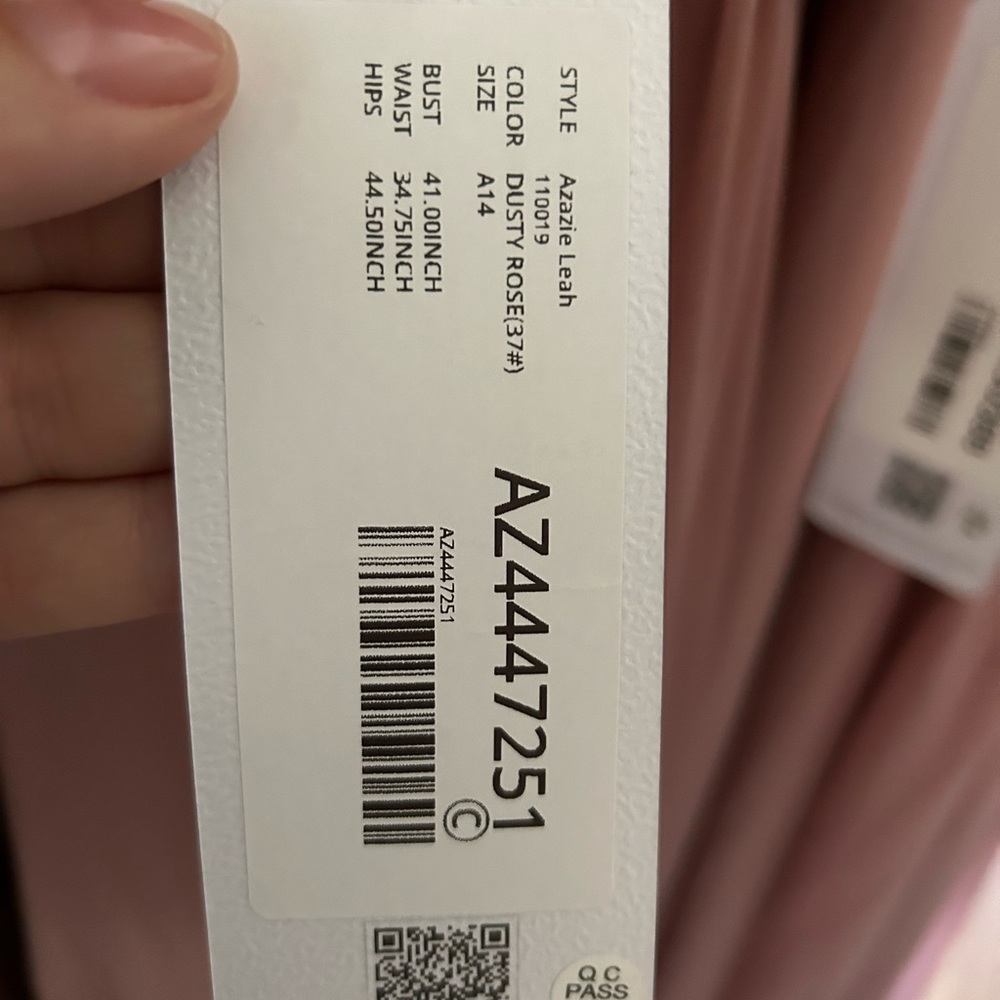 STYLE Azazie Leah
110019
COLOR DUSTY ROSE(37#)
SIZE A14
BUST 41.00INCH
WAIST 34.75INCH
HIPS 44.50INCH
AZ4447251
AZ4447251
©
QC
PASS